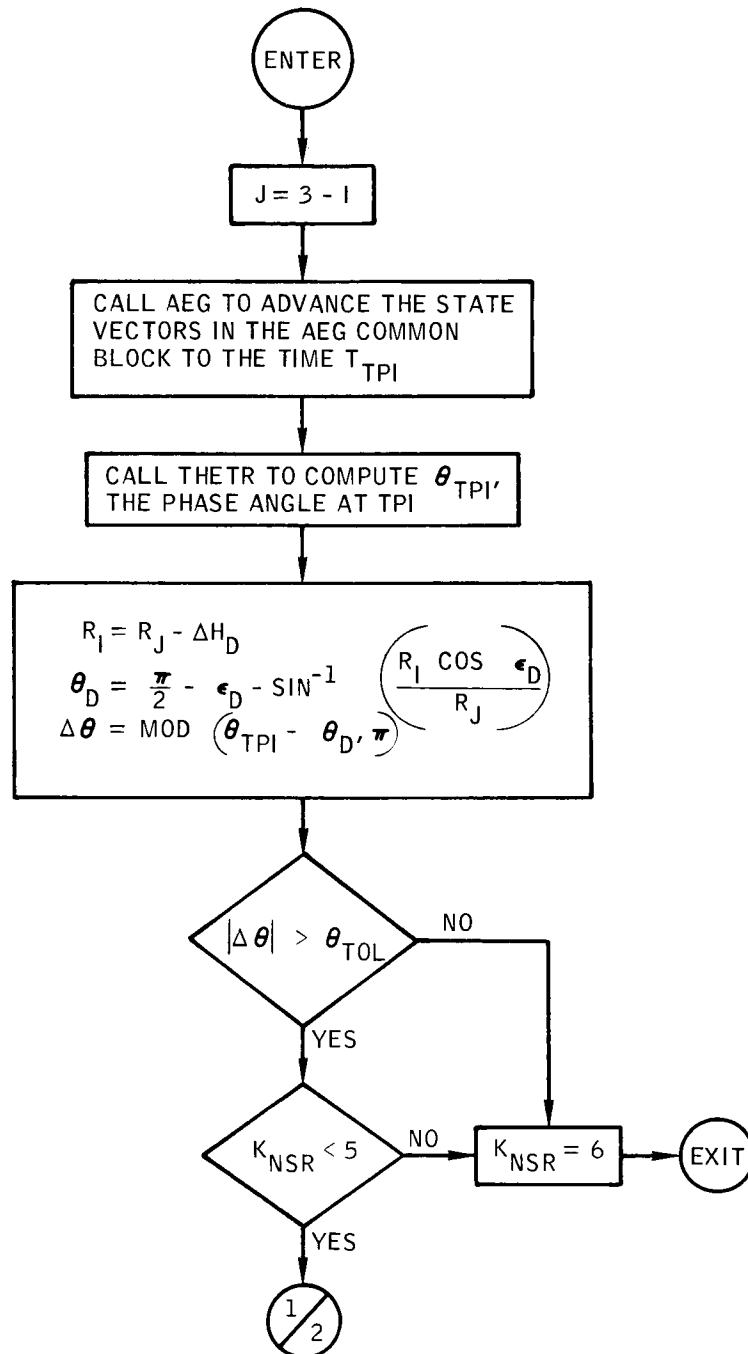 ENTER
J = 3 - I
CALL AEG TO ADVANCE THE STATE
VECTORS IN THE AEG COMMON
BLOCK TO THE TIME T_TPI
CALL THETR TO COMPUTE θ_TPI,
THE PHASE ANGLE AT TPI
R_I = R_J - ΔH_D
θ_D = π/2 - ϵ_D - SIN⁻¹ (R_I COS ϵ_D / R_J)
Δθ = MOD (θ_TPI - θ_D, π)
|Δθ| > θ_TOL
NO
YES
K_NSR < 5
NO
K_NSR = 6
EXIT
YES
1/2